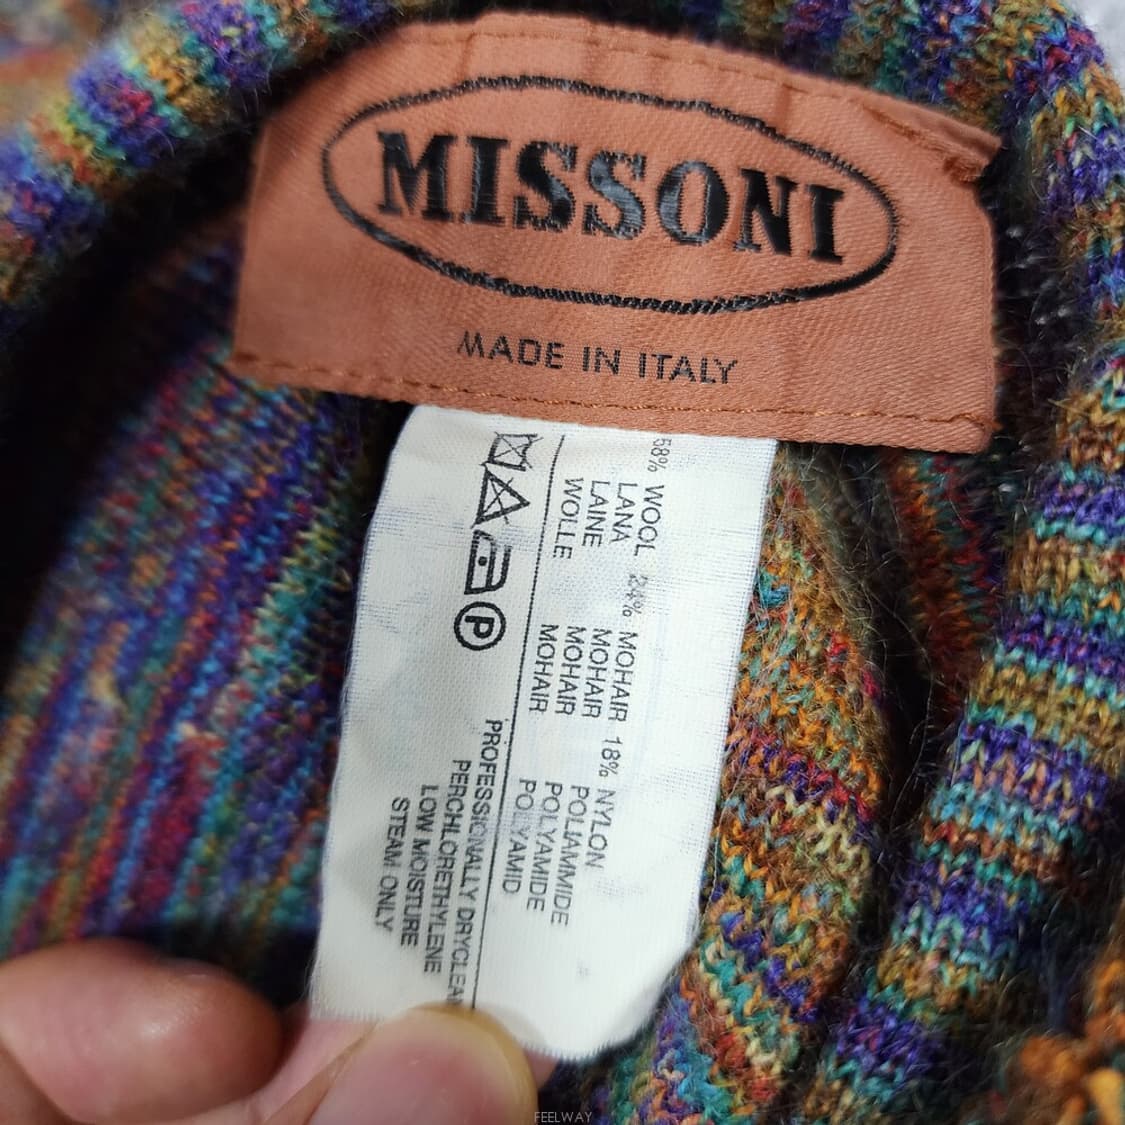 MISSONI
MADE IN ITALY
58% WOOL 24% MOHAIR 18% NYLON
LANA MOHAIR POLIAMMIDE
LAINE MOHAIR POLYAMIDE
WOLLE MOHAIR POLYAMID
P
PROFESSIONALLY DRYCLEAN
PERCHLORETHYLENE
LOW MOISTURE
STEAM ONLY
FEELWAY